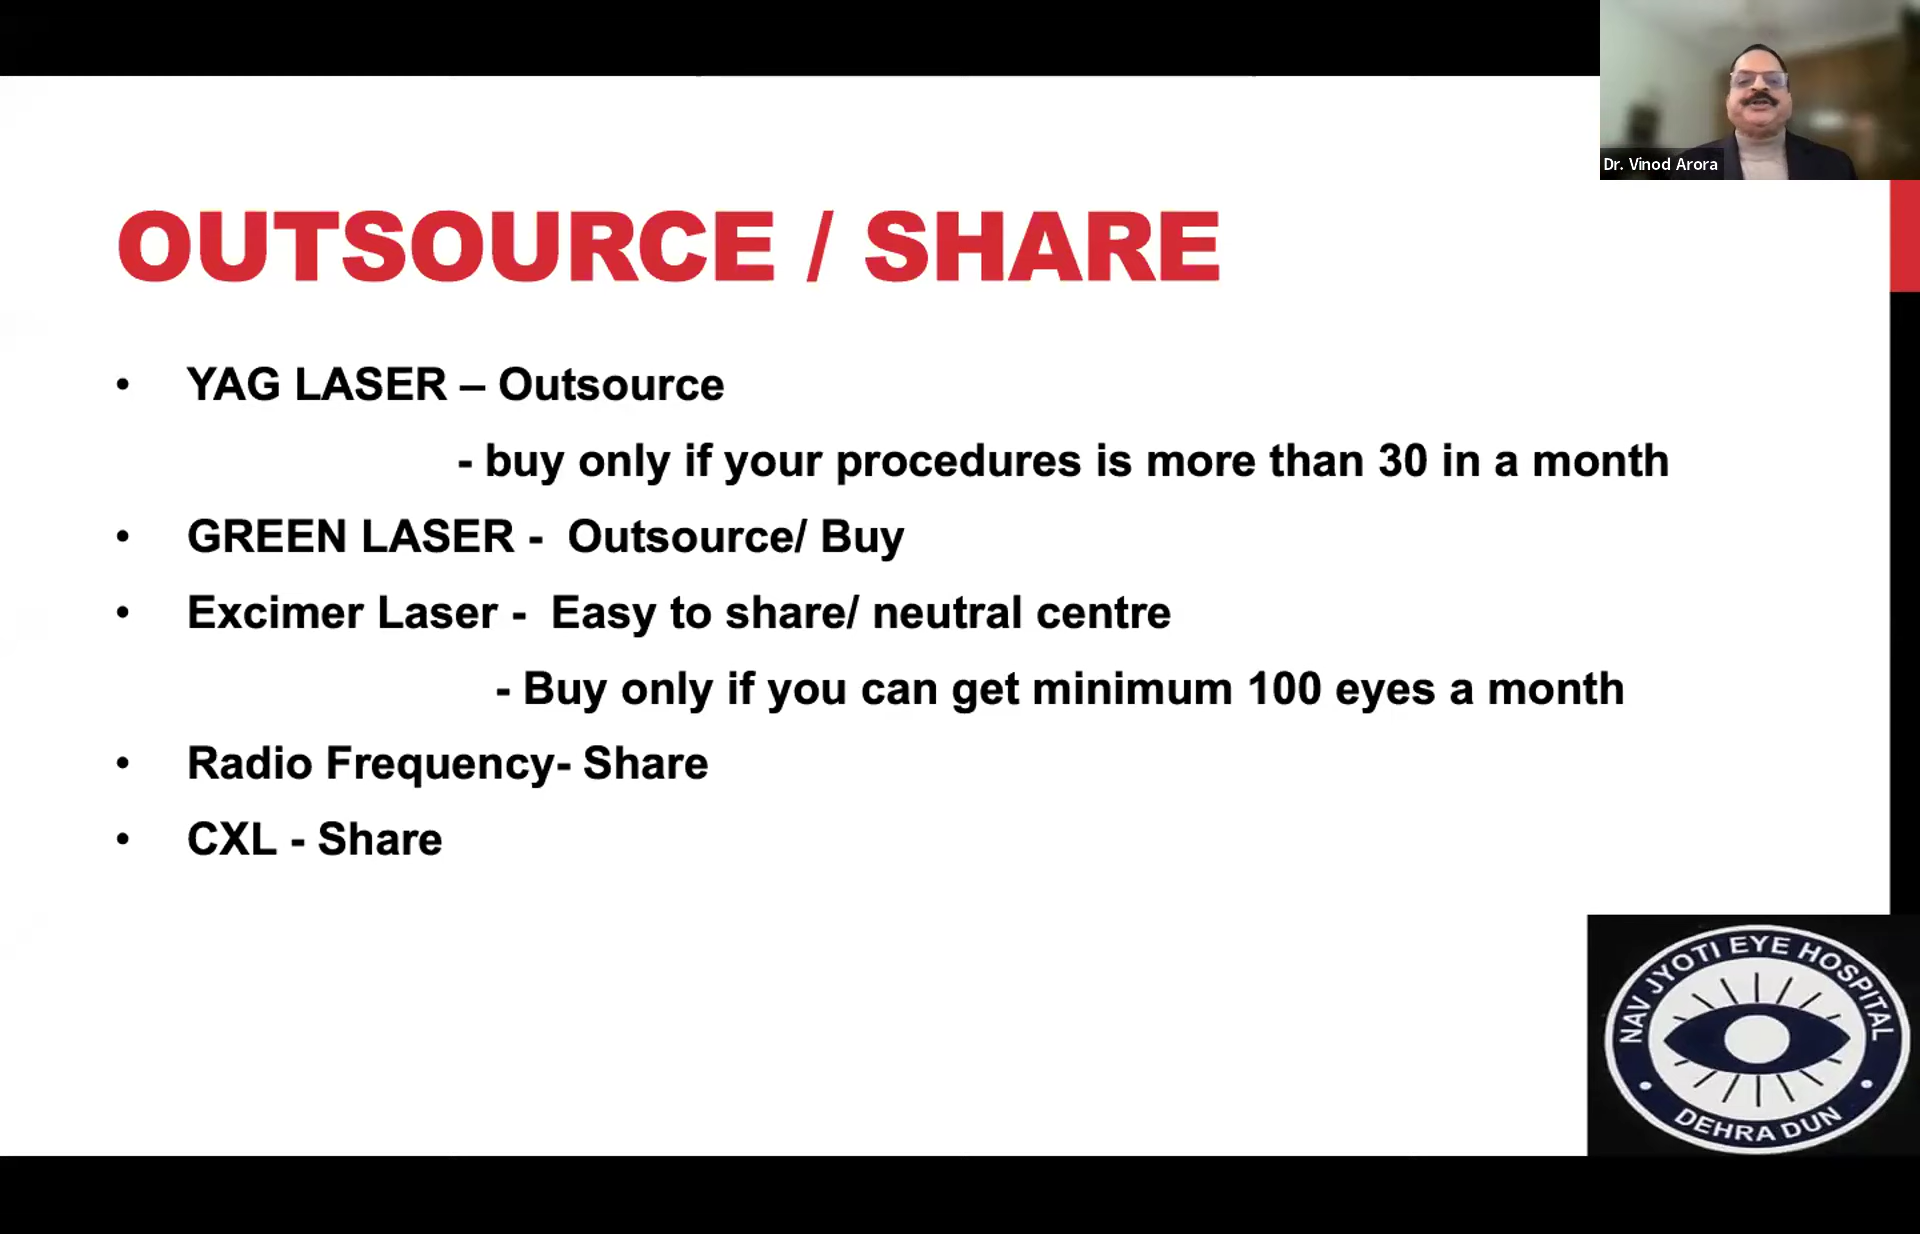 Dr. Vinod Arora
OUTSOURCE / SHARE
• YAG LASER – Outsource
- buy only if your procedures is more than 30 in a month
• GREEN LASER - Outsource/ Buy
• Excimer Laser - Easy to share/ neutral centre
- Buy only if you can get minimum 100 eyes a month
• Radio Frequency- Share
• CXL - Share
NAV JYOTI EYE HOSPITAL
DEHRA DUN